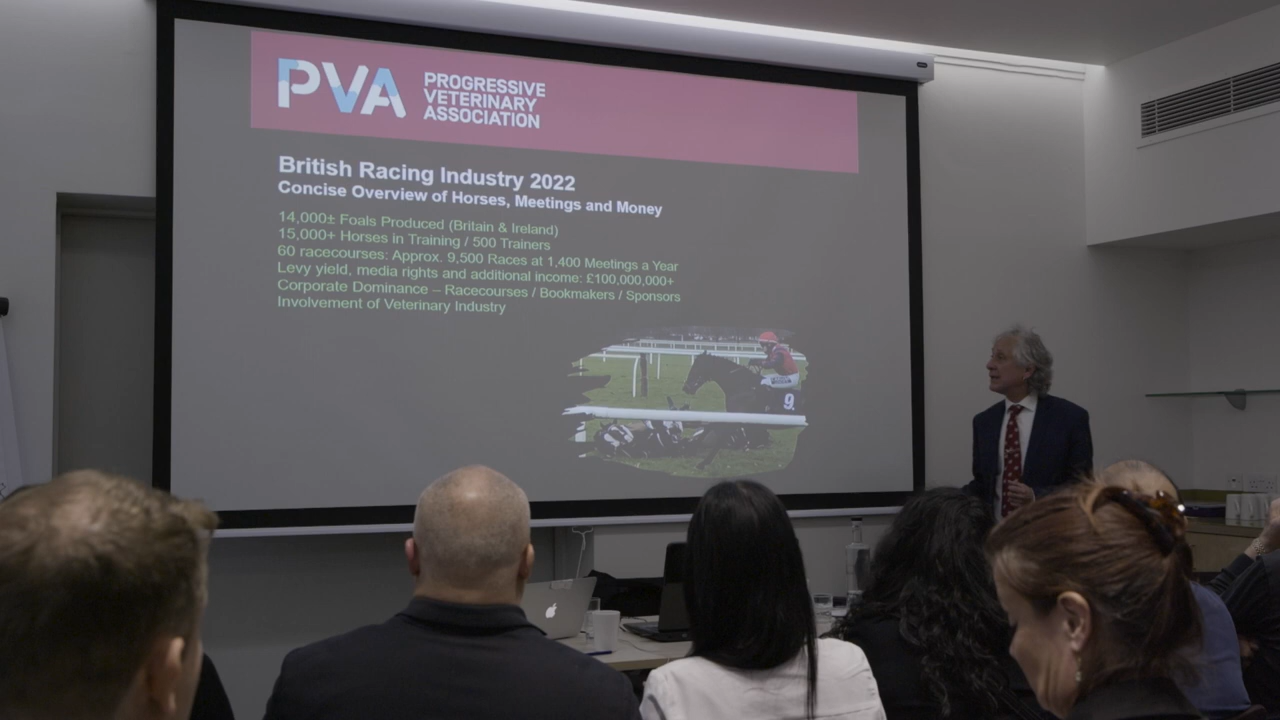 PVA
PROGRESSIVE
VETERINARY
ASSOCIATION
British Racing Industry 2022
Concise Overview of Horses, Meetings and Money
14,000± Foals Produced (Britain & Ireland)
15,000+ Horses in Training / 500 Trainers
60 racecourses: Approx. 9,500 Races at 1,400 Meetings a Year
Levy yield, media rights and additional income: £100,000,000+
Corporate Dominance – Racecourses / Bookmakers / Sponsors
Involvement of Veterinary Industry
9